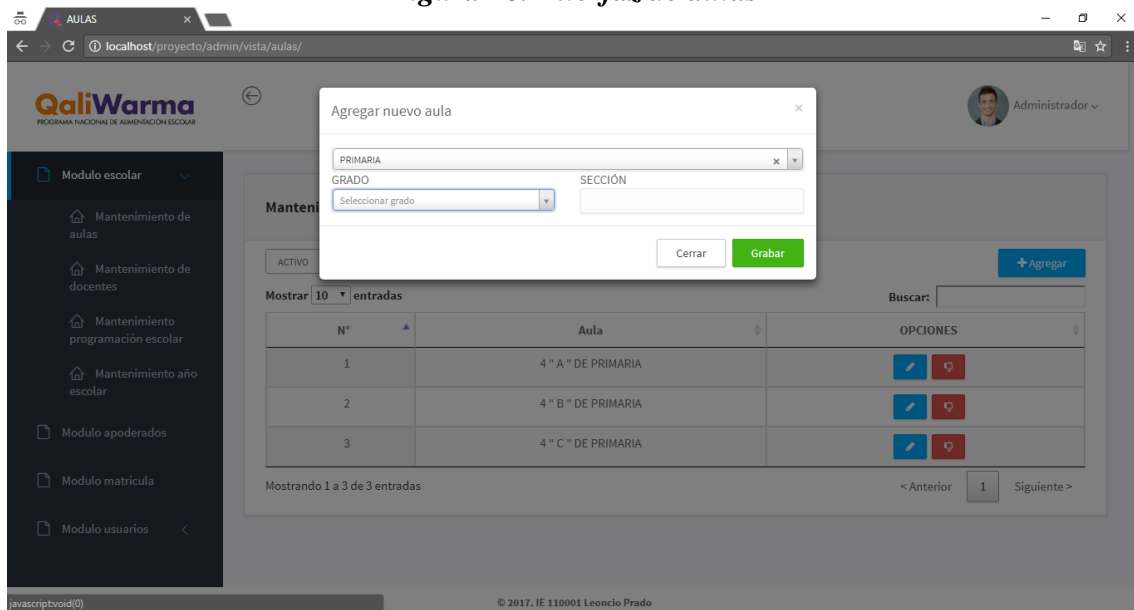 AULAS
localhost/proyecto/admin/vista/aulas/
QaliWarma
PROGRAMA NACIONAL DE ALIMENTACIÓN ESCOLAR
Administrador
Agregar nuevo aula
PRIMARIA
GRADO
SECCIÓN
Seleccionar grado
Cerrar
Grabar
Modulo escolar
Mantenimiento de
aulas
Mantenimiento de
docentes
Mantenimiento
programación escolar
Mantenimiento año
escolar
Modulo apoderados
Modulo matricula
Modulo usuarios
Manteni
ACTIVO
+ Agregar
Mostrar 10 entradas
Buscar:
N° Aula OPCIONES
1 4 " A " DE PRIMARIA
2 4 " B " DE PRIMARIA
3 4 " C " DE PRIMARIA
Mostrando 1 a 3 de 3 entradas
< Anterior 1 Siguiente >
javascript:void(0)
© 2017. IE 110001 Leoncio Prado